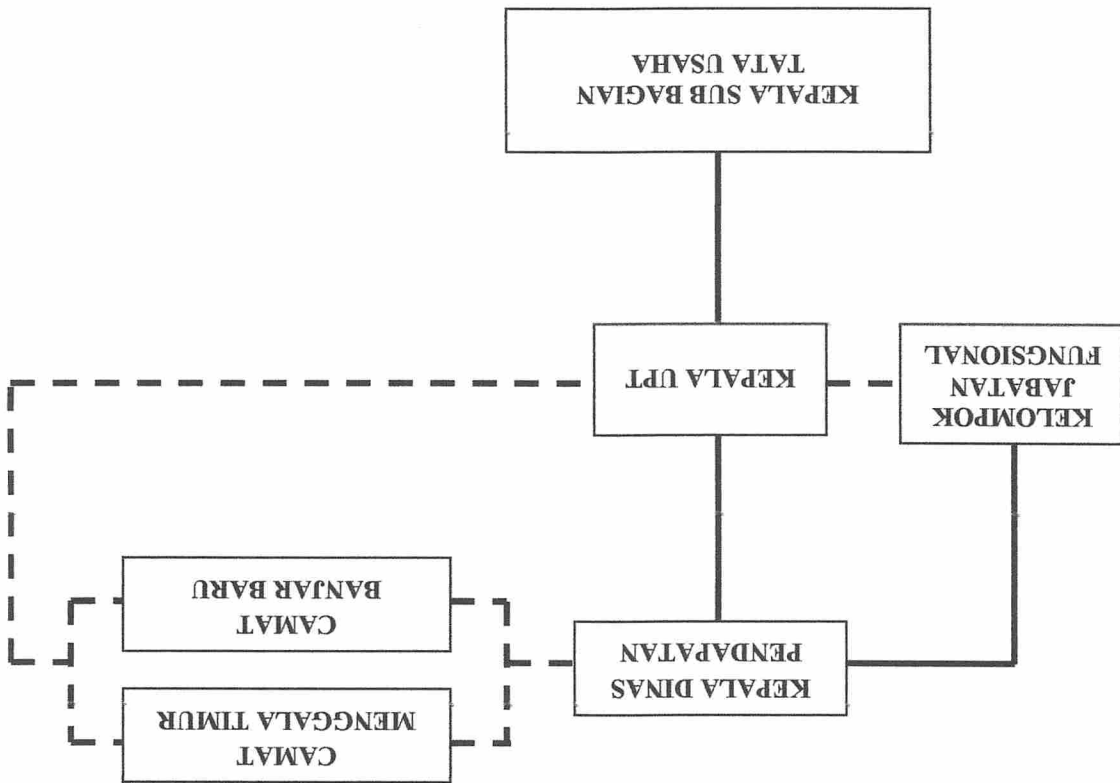 KEPALA DINAS
PENDAPATAN
CAMAT
MENGGALA TIMUR
CAMAT
BANJAR BARU
KELOMPOK
JABATAN
FUNGSIONAL
KEPALA UPT
KEPALA SUB BAGIAN
TATA USAHA